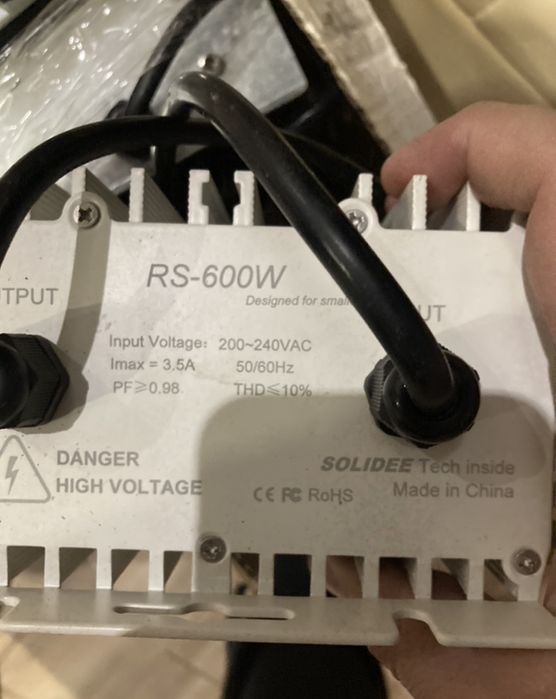 RS-600W
Designed for small
TPUT
UT
Input Voltage: 200~240VAC
Imax = 3.5A 50/60Hz
PF≥0.98 THD≤10%
DANGER
HIGH VOLTAGE
SOLIDEE Tech inside
CE FC RoHS
Made in China